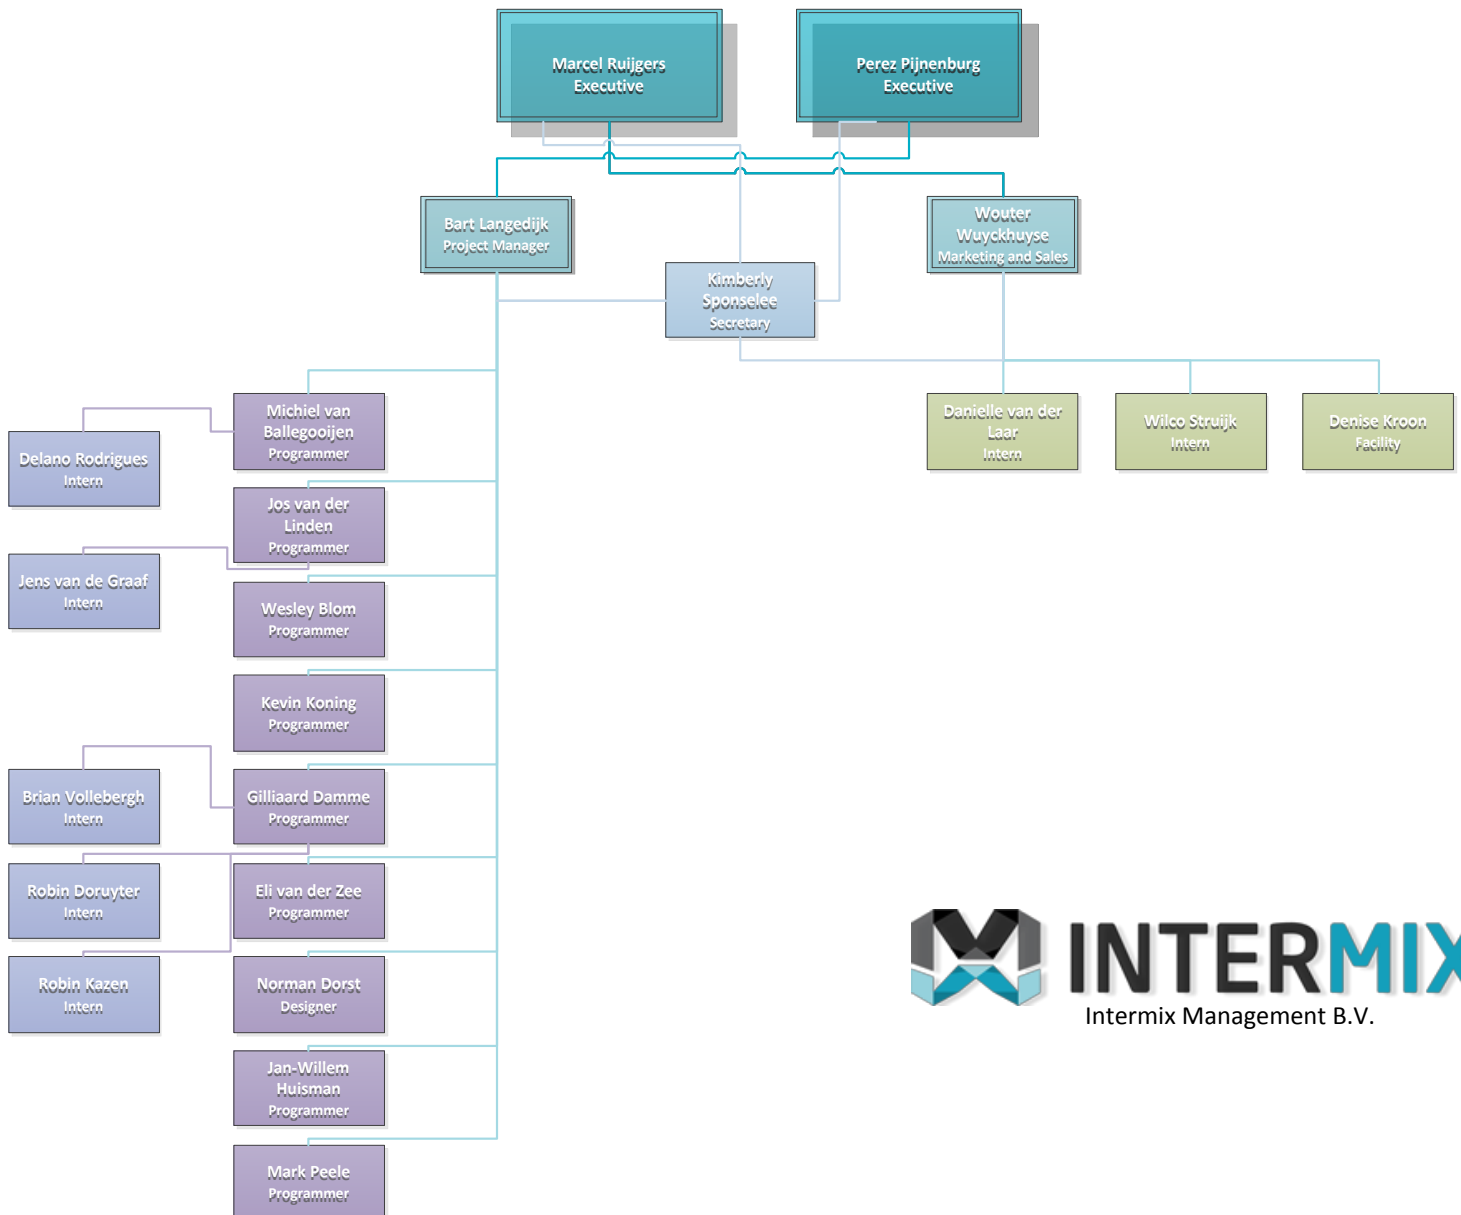 Marcel Ruijgers
Executive
Perez Pijnenburg
Executive
Bart Langedijk
Project Manager
Wouter
Wuyckhuyse
Marketing and Sales
Kimberly
Sponselee
Secretary
Michiel van
Ballegooijen
Programmer
Delano Rodrigues
Intern
Danielle van der
Laar
Intern
Wilco Struijk
Intern
Denise Kroon
Facility
Jos van der
Linden
Programmer
Jens van de Graaf
Intern
Wesley Blom
Programmer
Kevin Koning
Programmer
Brian Vollebergh
Intern
Gilliaard Damme
Programmer
Robin Doruyter
Intern
Eli van der Zee
Programmer
Robin Kazen
Intern
Norman Dorst
Designer
INTERMIX
Intermix Management B.V.
Jan-Willem
Huisman
Programmer
Mark Peele
Programmer